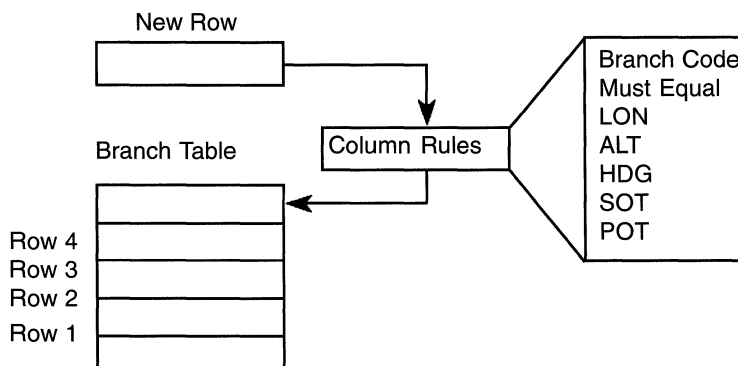 New Row
Branch Code
Must Equal
LON
ALT
HDG
SOT
POT
Column Rules
Branch Table
Row 4
Row 3
Row 2
Row 1